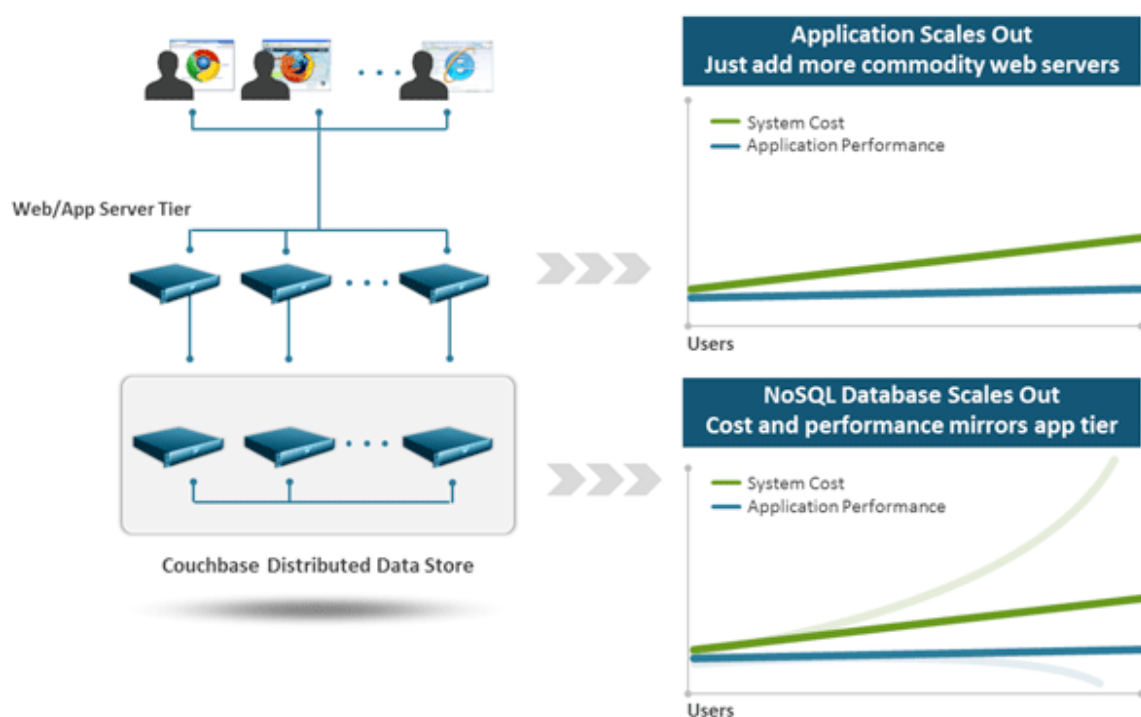 Application Scales Out
Just add more commodity web servers
System Cost
Application Performance
Users
Web/App Server Tier
NoSQL Database Scales Out
Cost and performance mirrors app tier
System Cost
Application Performance
Users
Couchbase Distributed Data Store